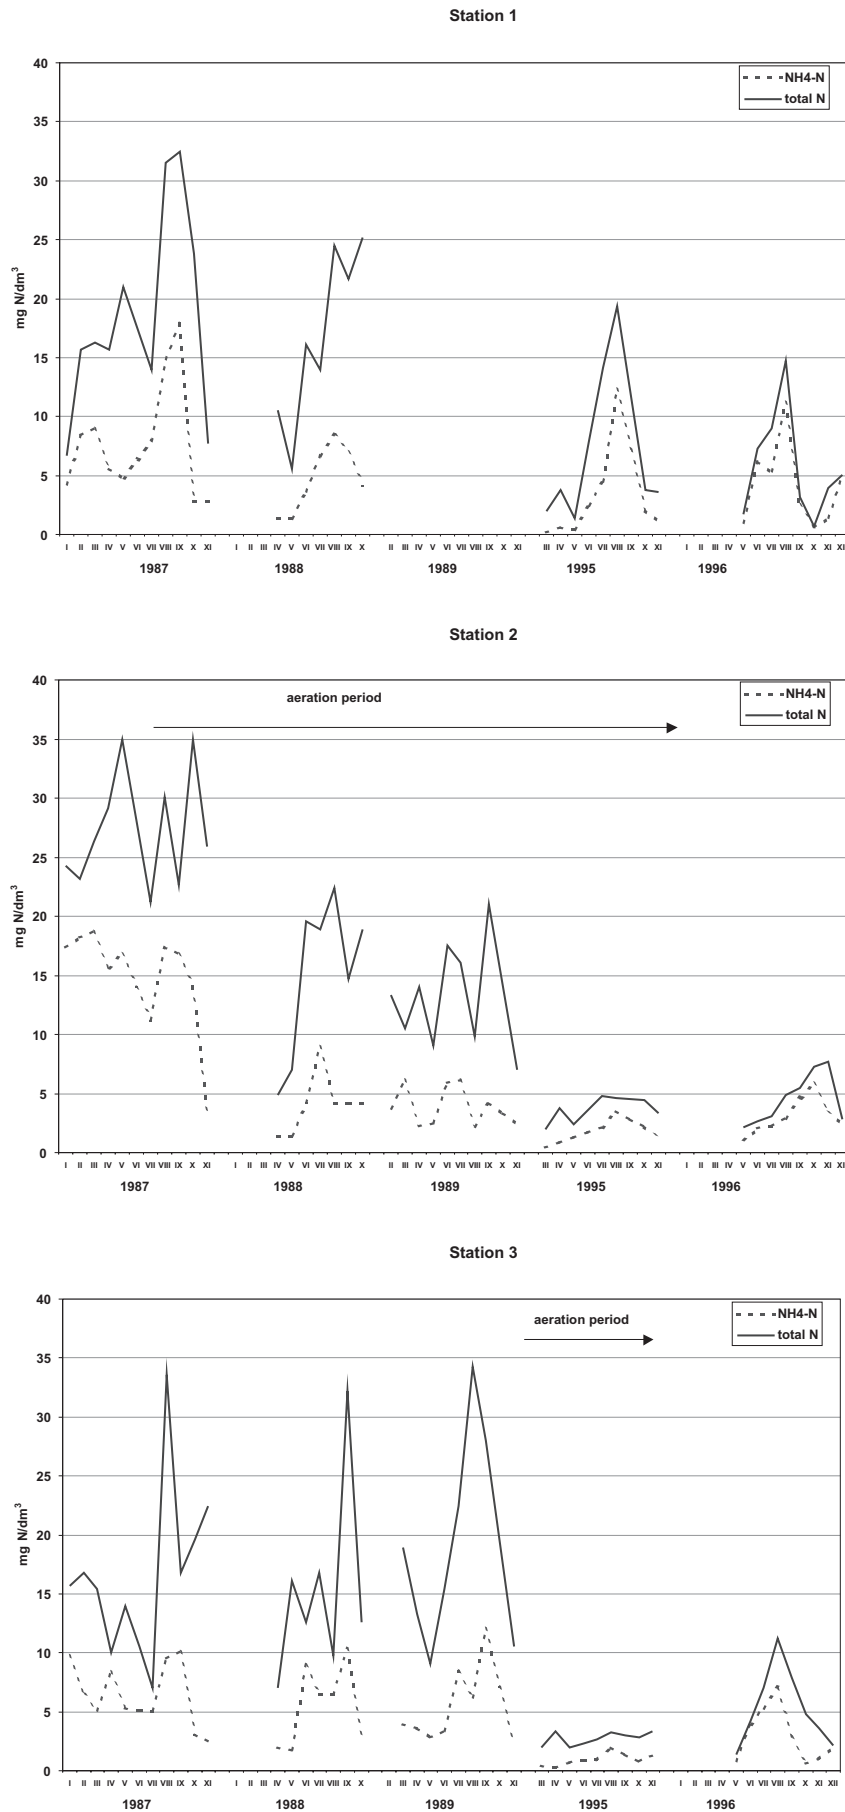 Station 1
40
35
30
25
20
15
10
5
0
mg N/dm³
NH4-N
total N
I II III IV V VI VII VIII IX X XI I II III IV V VI VII VIII IX X II III IV V VI VII VIII IX X XI III IV V VI VII VIII IX X XI I II III IV V VI VII VIII IX X XI XII
1987 1988 1989 1995 1996
Station 2
40
35
30
25
20
15
10
5
0
mg N/dm³
aeration period
NH4-N
total N
I II III IV V VI VII VIII IX X XI I II III IV V VI VII VIII IX X II III IV V VI VII VIII IX X XI III IV V VI VII VIII IX X XI I II III IV V VI VII VIII IX X XI XII
1987 1988 1989 1995 1996
Station 3
40
35
30
25
20
15
10
5
0
mg N/dm³
aeration period
NH4-N
total N
I II III IV V VI VII VIII IX X XI I II III IV V VI VII VIII IX X II III IV V VI VII VIII IX X XI III IV V VI VII VIII IX X XI I II III IV V VI VII VIII IX X XI XII
1987 1988 1989 1995 1996